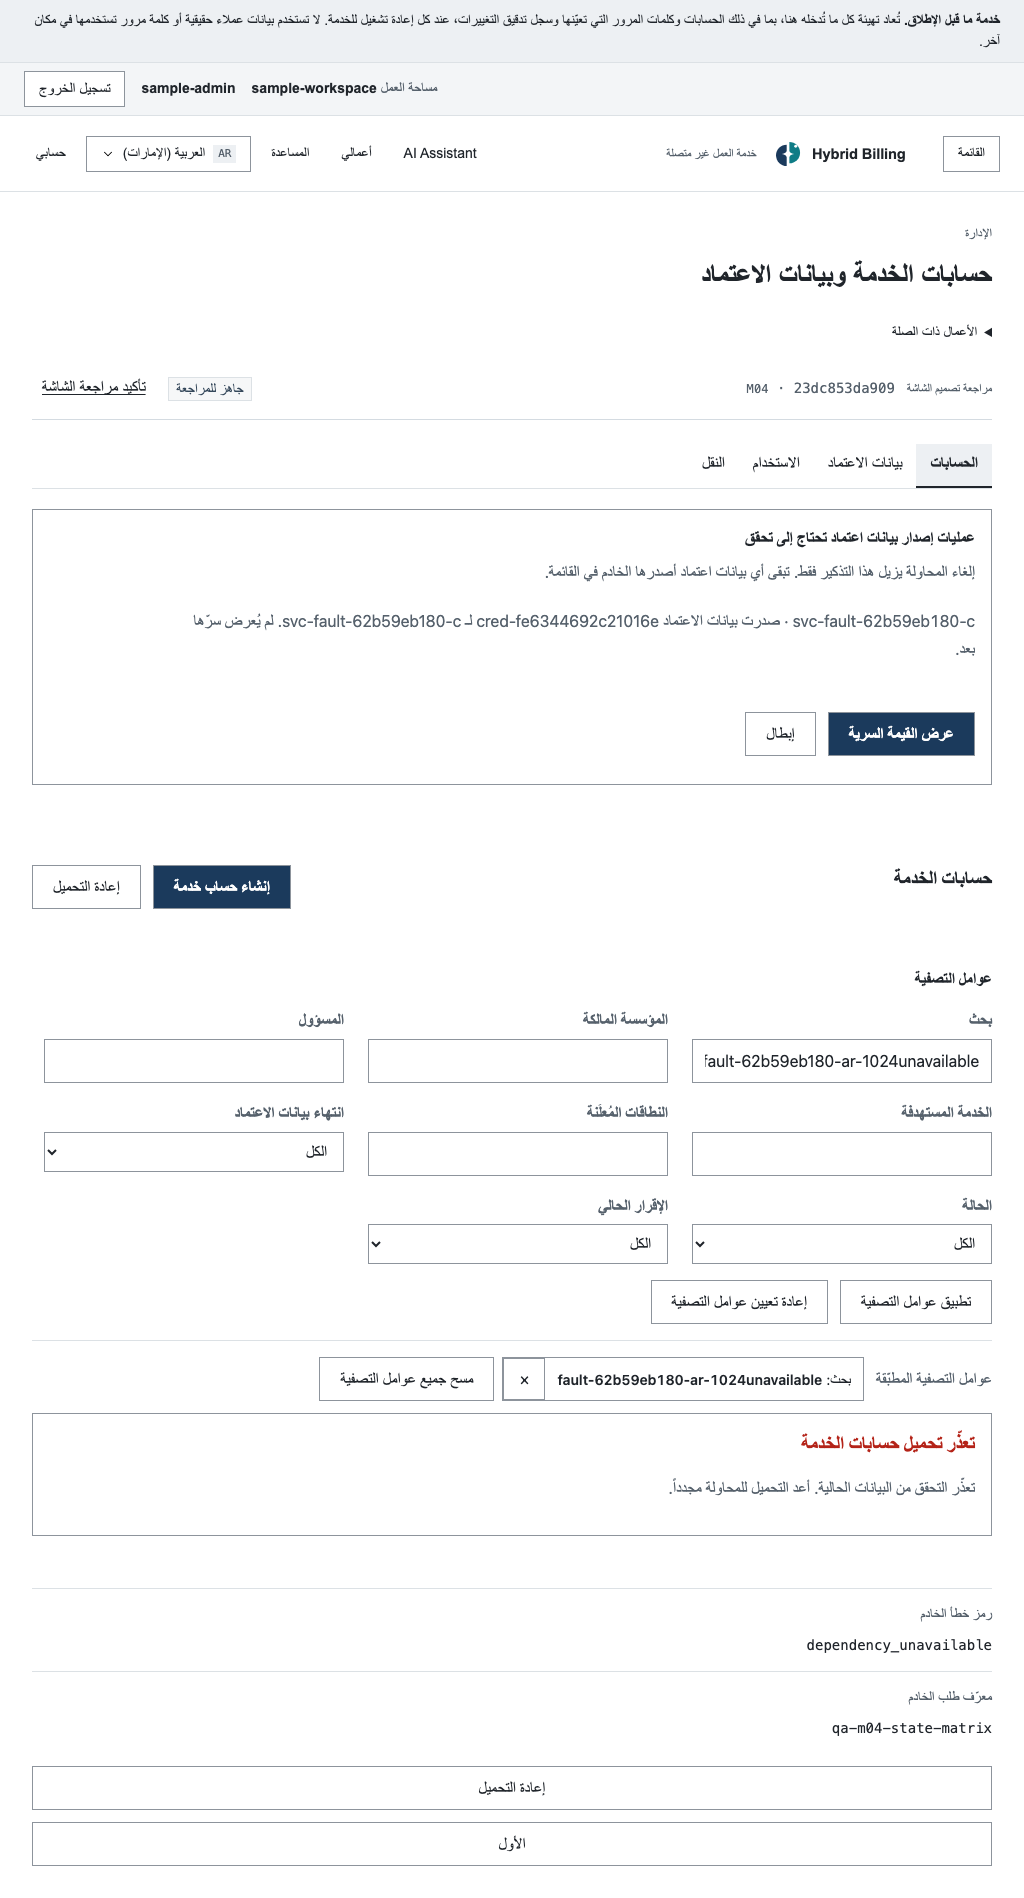 خدمة ما قبل الإطلاق. تُعاد تهيئة كل ما تُدخله هنا، بما في ذلك الحسابات وكلمات المرور التي تعيّنها وسجل تدقيق التغييرات، عند كل إعادة تشغيل للخدمة. لا تستخدم بيانات عملاء حقيقية أو كلمة مرور تستخدمها في مكان
آخر.
مساحة العمل sample-workspace sample-admin تسجيل الخروج
القائمة Hybrid Billing خدمة العمل غير متصلة AI Assistant أعمالي المساعدة AR العربية (الإمارات) حسابي
الإدارة
حسابات الخدمة وبيانات الاعتماد
الأعمال ذات الصلة
مراجعة تصميم الشاشة M04 · 23dc853da909 جاهز للمراجعة تأكيد مراجعة الشاشة
الحسابات بيانات الاعتماد الاستخدام النقل
عمليات إصدار بيانات اعتماد تحتاج إلى تحقق
إلغاء المحاولة يزيل هذا التذكير فقط. تبقى أي بيانات اعتماد أصدرها الخادم في القائمة.
svc-fault-62b59eb180-c · صدرت بيانات الاعتماد cred-fe6344692c21016e لـ svc-fault-62b59eb180-c. لم يُعرض سرّها
بعد.
عرض القيمة السرية إبطال
حسابات الخدمة إنشاء حساب خدمة إعادة التحميل
عوامل التصفية
بحث المؤسسة المالكة المسؤول
fault-62b59eb180-ar-1024unavailable
الخدمة المستهدفة النطاقات المُعلَنة انتهاء بيانات الاعتماد
الكل
الحالة الإقرار الحالي
الكل الكل
تطبيق عوامل التصفية إعادة تعيين عوامل التصفية
عوامل التصفية المطبّقة بحث: fault-62b59eb180-ar-1024unavailable × مسح جميع عوامل التصفية
تعذّر تحميل حسابات الخدمة
تعذّر التحقق من البيانات الحالية. أعد التحميل للمحاولة مجدداً.
رمز خطأ الخادم
dependency_unavailable
معرّف طلب الخادم
qa-m04-state-matrix
إعادة التحميل
الأول